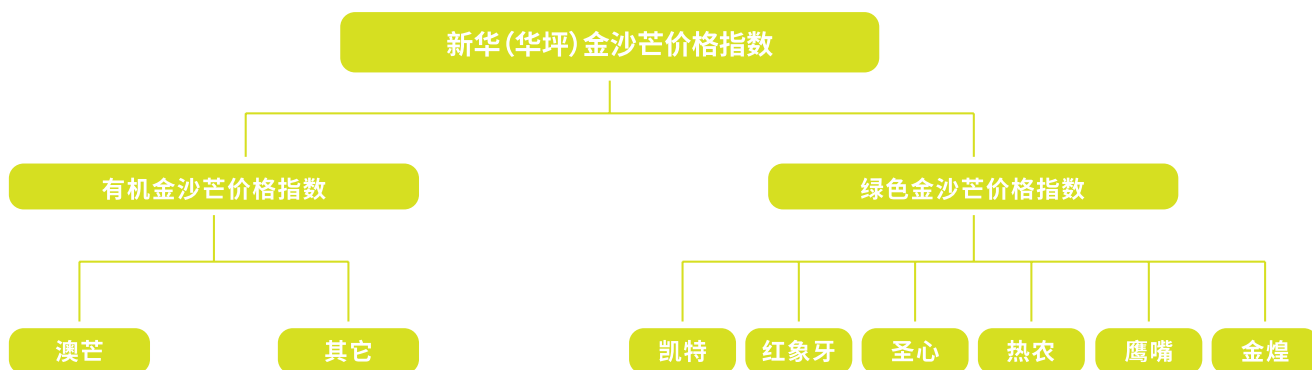 新华(华坪)金沙芒价格指数
有机金沙芒价格指数
绿色金沙芒价格指数
澳芒
其它
凯特
红象牙
圣心
热农
鹰嘴
金煌